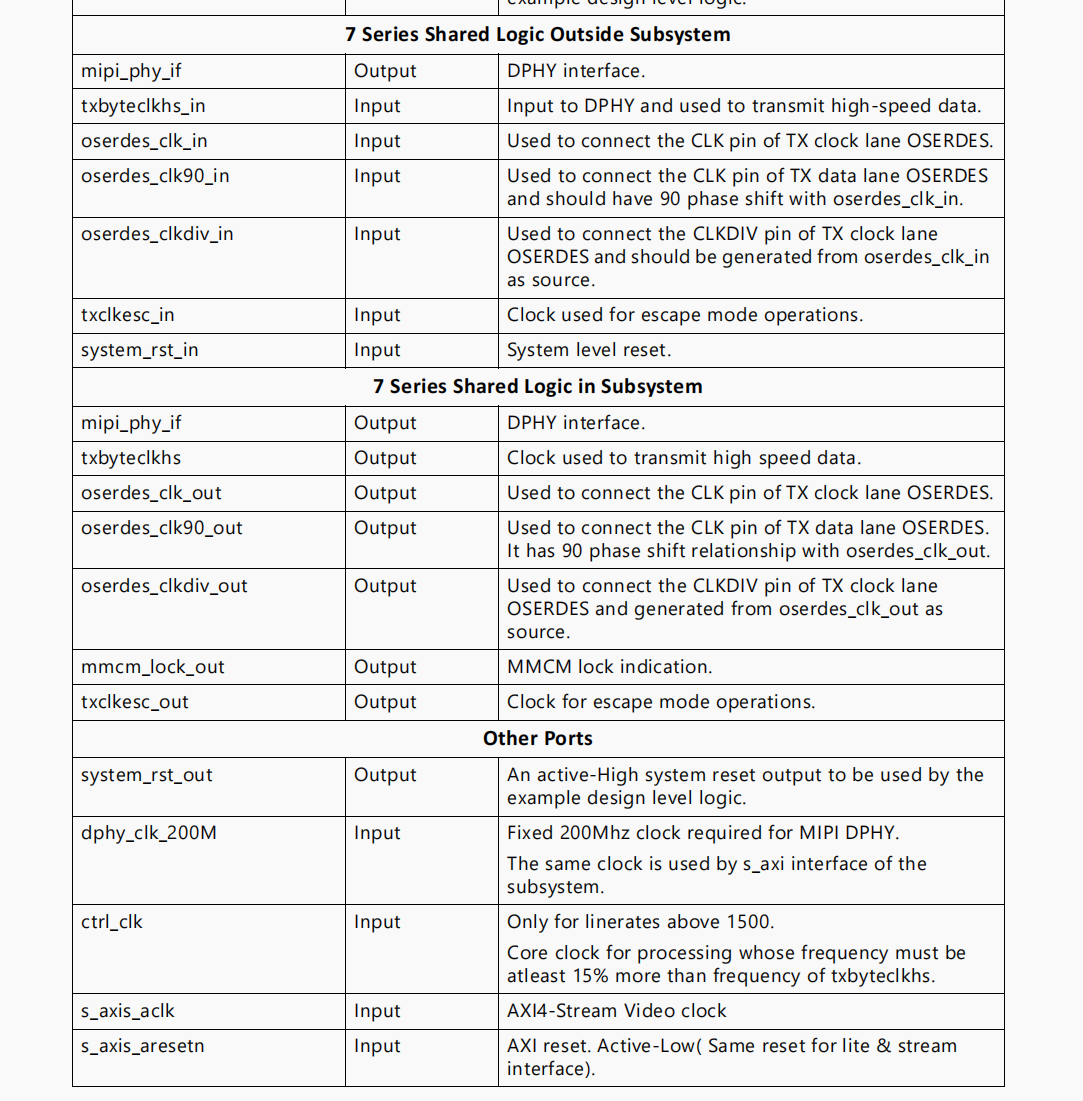 example design level logic.
7 Series Shared Logic Outside Subsystem
mipi_phy_if Output DPHY interface.
txbyteclkhs_in Input Input to DPHY and used to transmit high-speed data.
oserdes_clk_in Input Used to connect the CLK pin of TX clock lane OSERDES.
oserdes_clk90_in Input Used to connect the CLK pin of TX data lane OSERDES
and should have 90 phase shift with oserdes_clk_in.
oserdes_clkdiv_in Input Used to connect the CLKDIV pin of TX clock lane
OSERDES and should be generated from oserdes_clk_in
as source.
txclkesc_in Input Clock used for escape mode operations.
system_rst_in Input System level reset.
7 Series Shared Logic in Subsystem
mipi_phy_if Output DPHY interface.
txbyteclkhs Output Clock used to transmit high speed data.
oserdes_clk_out Output Used to connect the CLK pin of TX clock lane OSERDES.
oserdes_clk90_out Output Used to connect the CLK pin of TX data lane OSERDES.
It has 90 phase shift relationship with oserdes_clk_out.
oserdes_clkdiv_out Output Used to connect the CLKDIV pin of TX clock lane
OSERDES and generated from oserdes_clk_out as
source.
mmcm_lock_out Output MMCM lock indication.
txclkesc_out Output Clock for escape mode operations.
Other Ports
system_rst_out Output An active-High system reset output to be used by the
example design level logic.
dphy_clk_200M Input Fixed 200Mhz clock required for MIPI DPHY.
The same clock is used by s_axi interface of the
subsystem.
ctrl_clk Input Only for linerates above 1500.
Core clock for processing whose frequency must be
atleast 15% more than frequency of txbyteclkhs.
s_axis_aclk Input AXI4-Stream Video clock
s_axis_aresetn Input AXI reset. Active-Low( Same reset for lite & stream
interface).